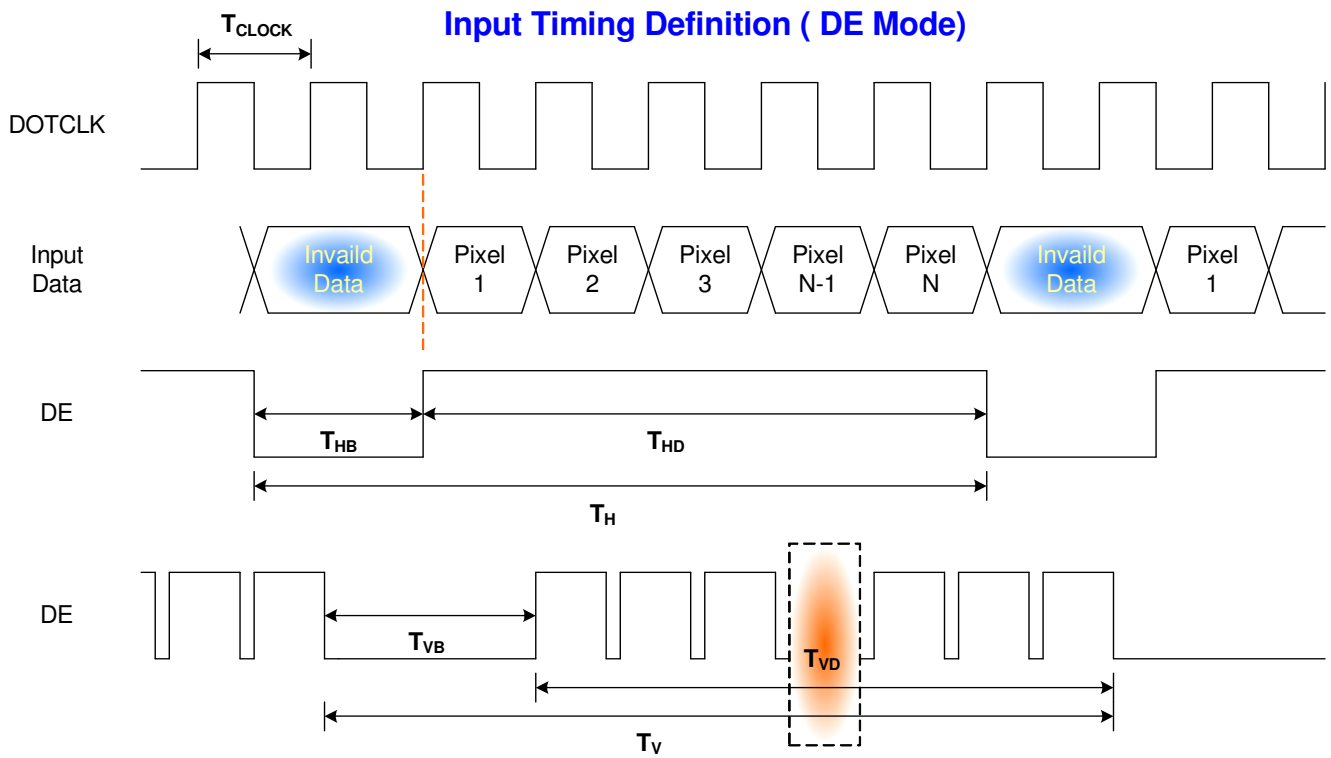 Input Timing Definition ( DE Mode)
TCLOCK
DOTCLK
Input
Data
Invaild
Data
Pixel
1
Pixel
2
Pixel
3
Pixel
N-1
Pixel
N
Invaild
Data
Pixel
1
DE
THB
THD
TH
DE
TVB
TVD
TV